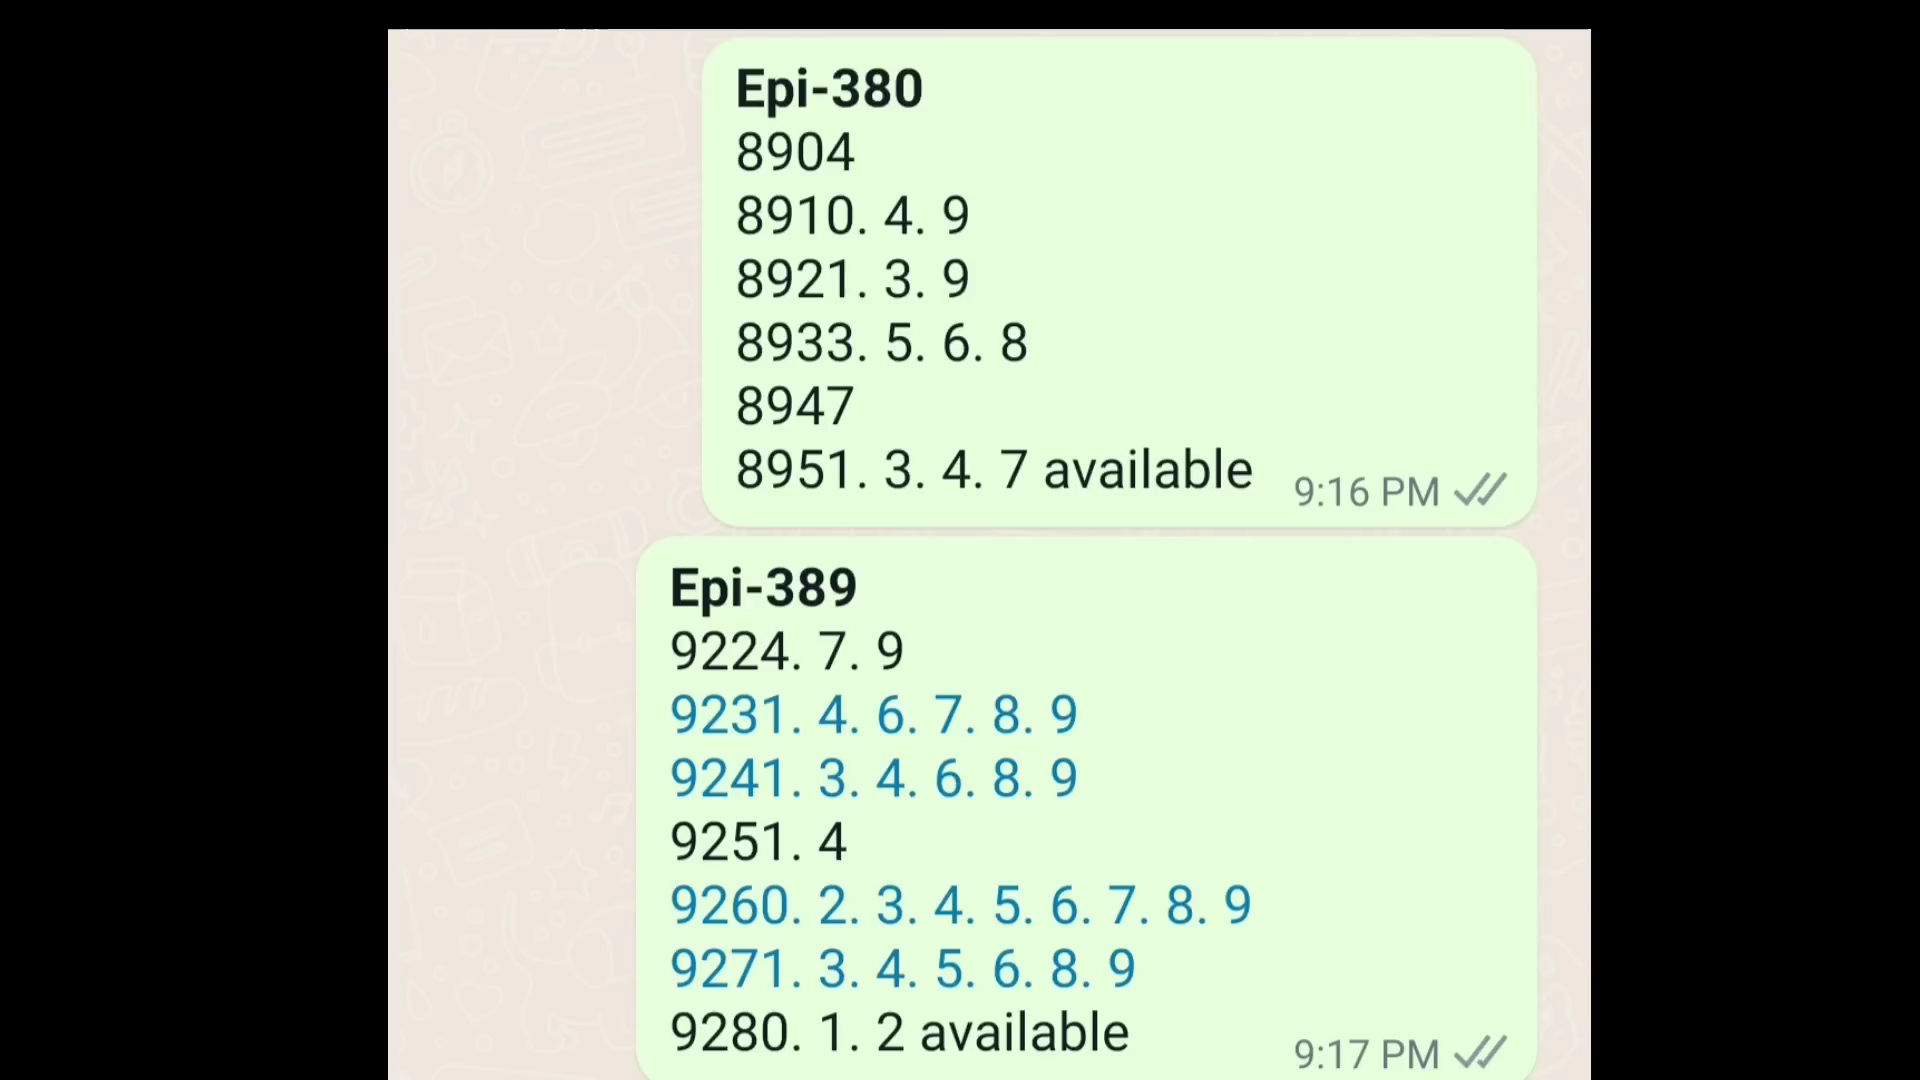 Epi-380
8904
8910. 4. 9
8921. 3. 9
8933. 5. 6. 8
8947
8951. 3. 4. 7 available
9:16 PM
Epi-389
9224. 7. 9
9231. 4. 6. 7. 8. 9
9241. 3. 4. 6. 8. 9
9251. 4
9260. 2. 3. 4. 5. 6. 7. 8. 9
9271. 3. 4. 5. 6. 8. 9
9280. 1. 2 available
9:17 PM